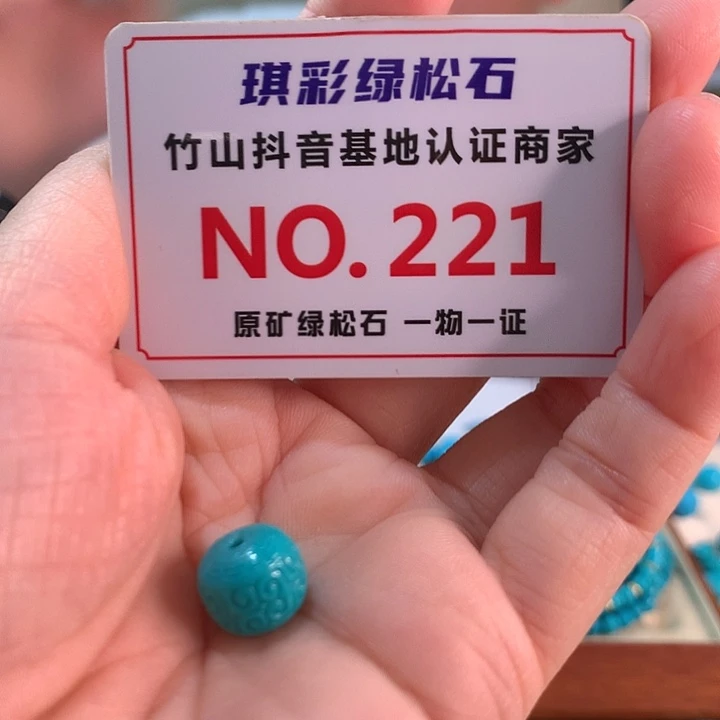 琪彩绿松石
竹山抖音基地认证商家
NO. 221
原矿绿松石 一物一证